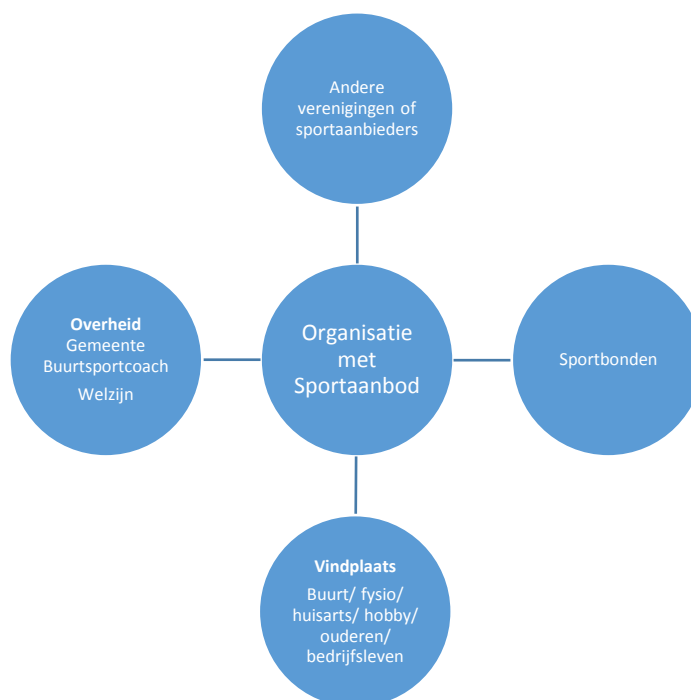 Andere
verenigingen of
sportaanbieders
Overheid
Gemeente
Buurtsportcoach
Welzijn
Organisatie
met
Sportaanbod
Sportbonden
Vindplaats
Buurt/ fysio/
huisarts/ hobby/
ouderen/
bedrijfsleven